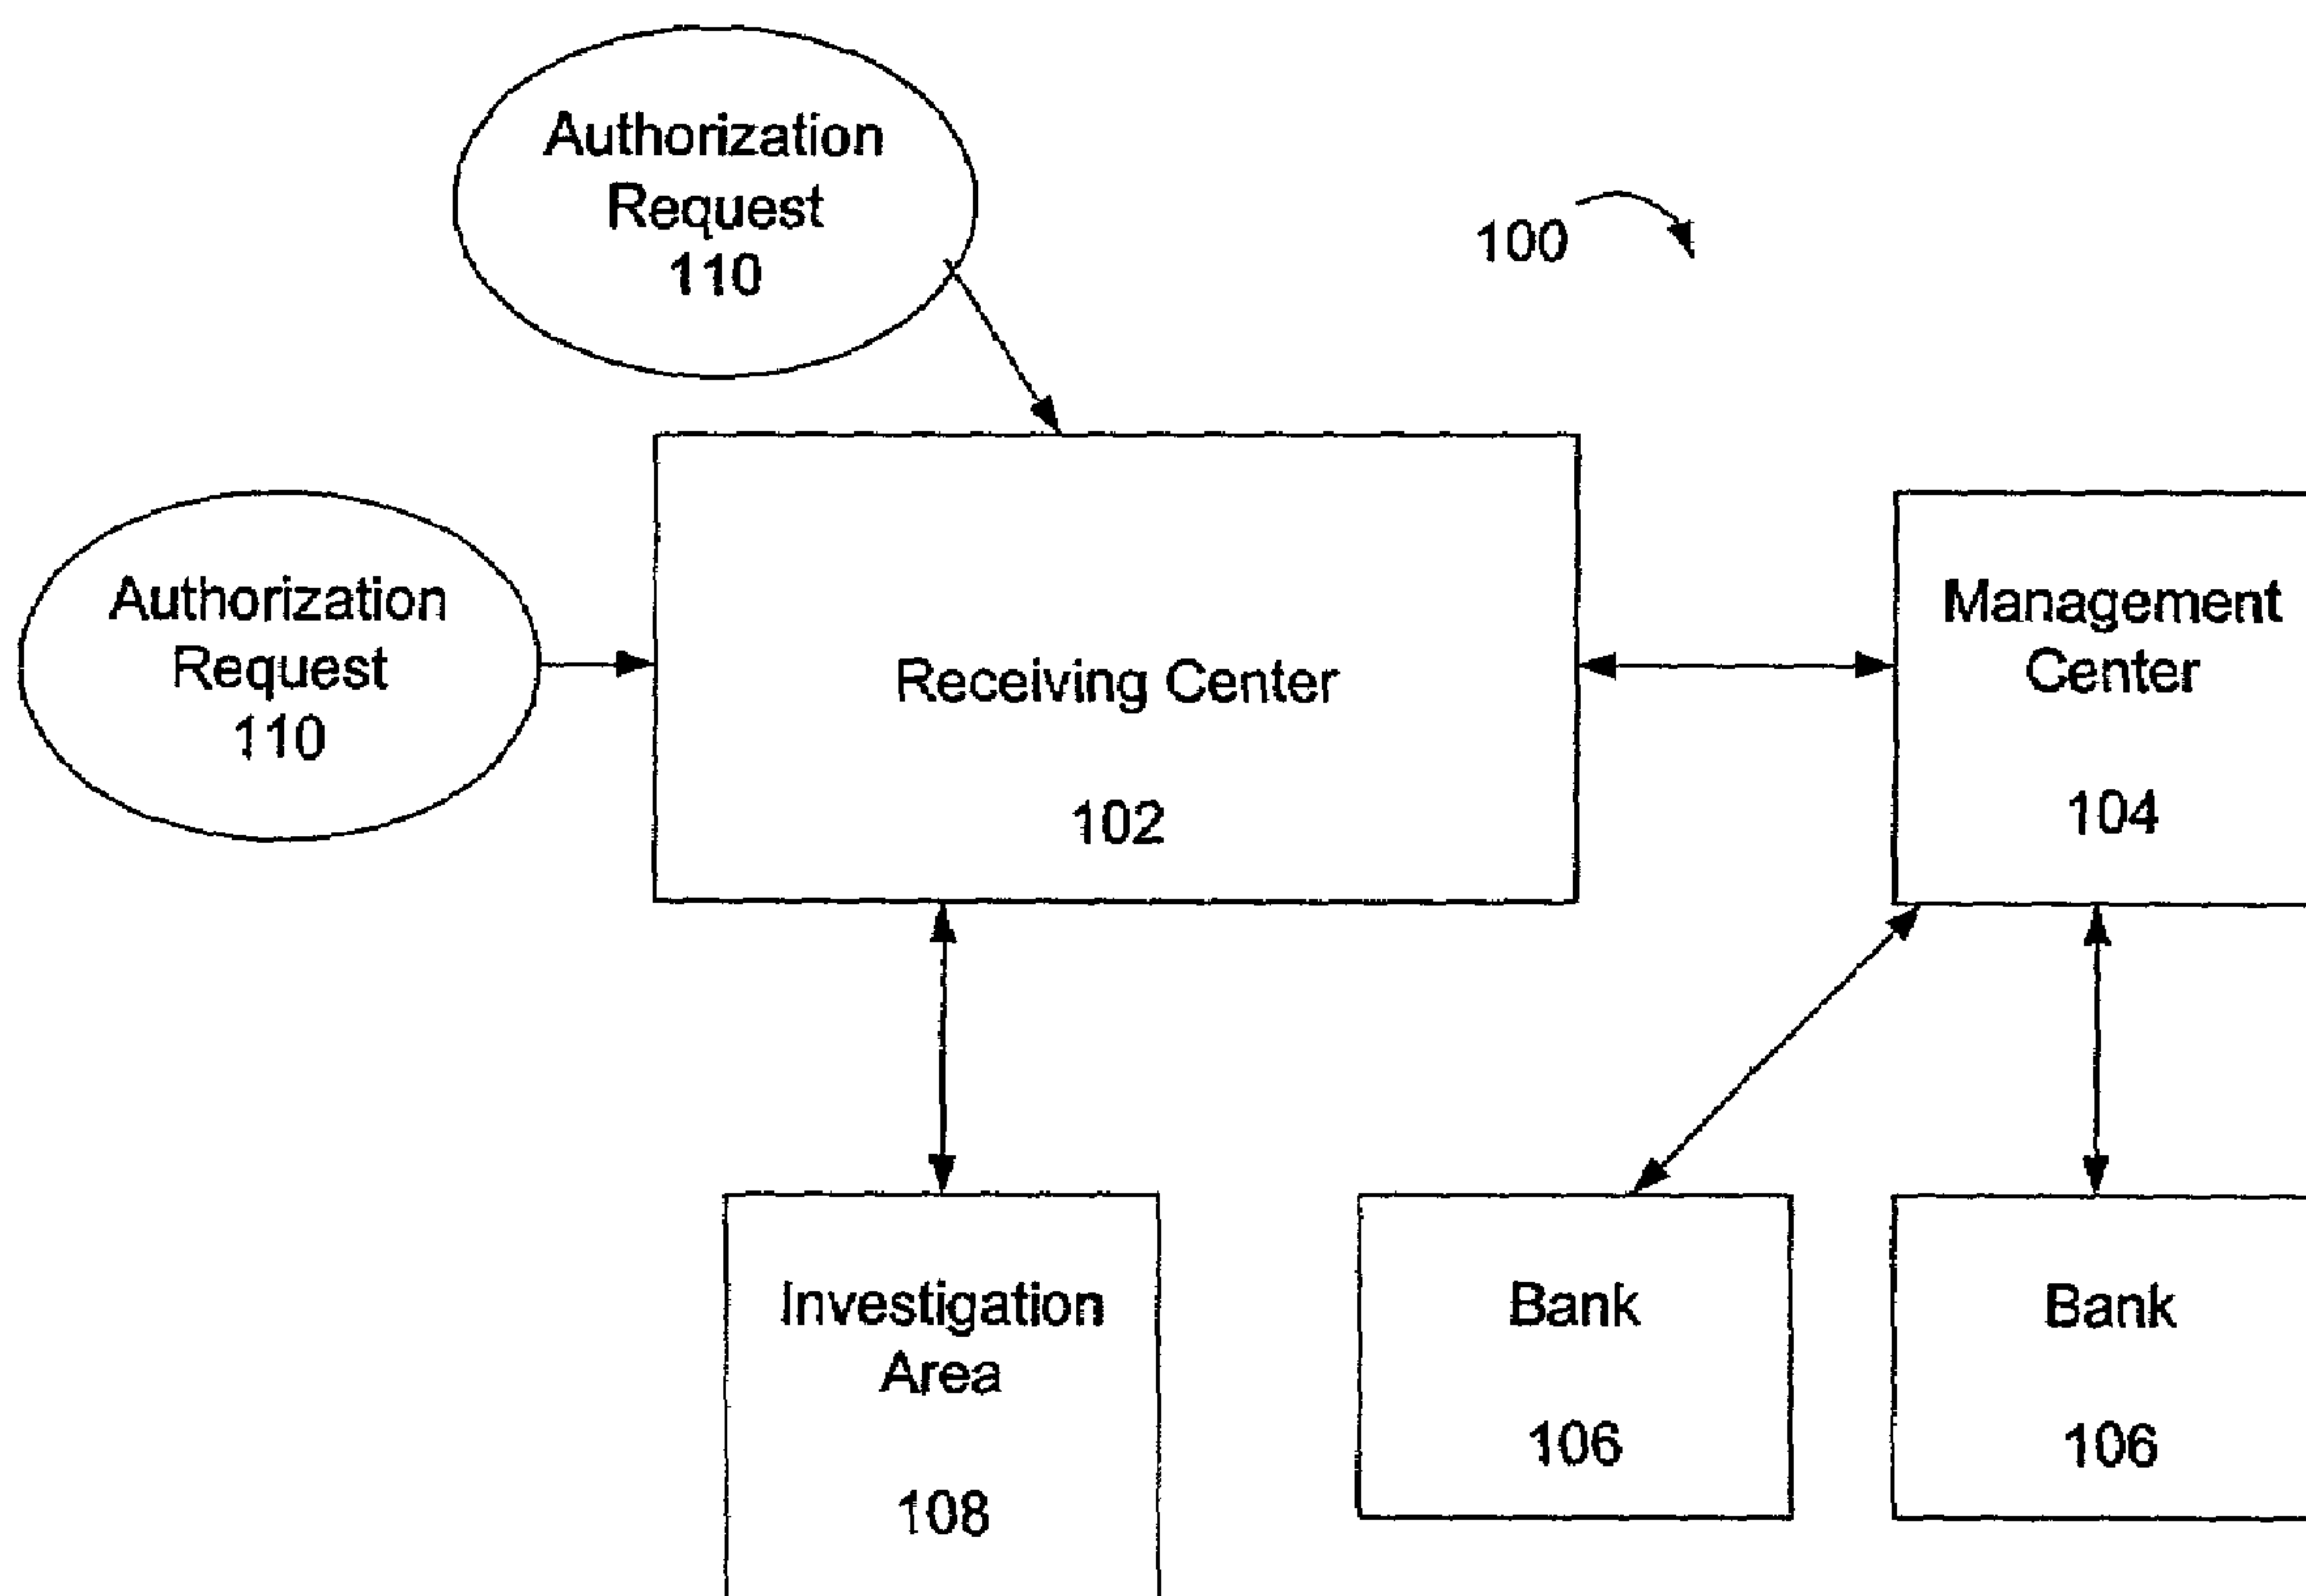 Authorization
Request
110
100
Authorization
Request
110
Receiving Center
102
Management
Center
104
Investigation
Area
108
Bank
106
Bank
106